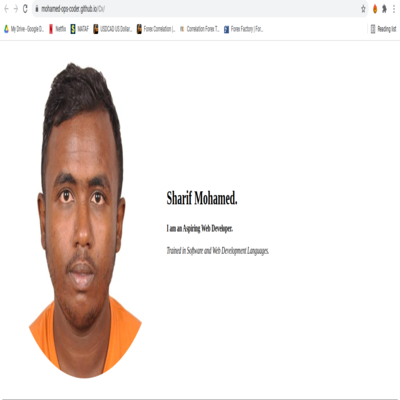 mohamed-ops-coder.github.io/Cv/
My Drive - Google D...
Netflix
MATAF
USDCAD US Dollar...
Forex Correlation (...
Correlation Forex T...
Forex Factory | For...
Reading list
Sharif Mohamed.
I am an Aspiring Web Developer.
Trained in Software and Web Development Languages.